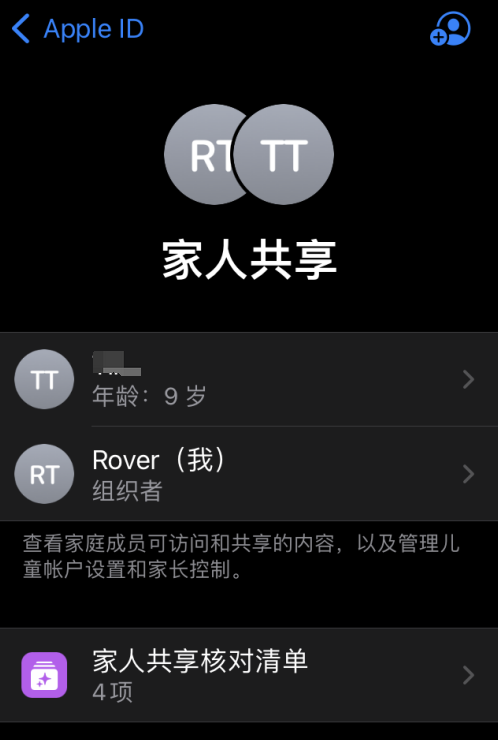 Apple ID
RT TT
家人共享
TT
年龄：9 岁
RT
Rover（我）
组织者
查看家庭成员可访问和共享的内容，以及管理儿
童帐户设置和家长控制。
家人共享核对清单
4项